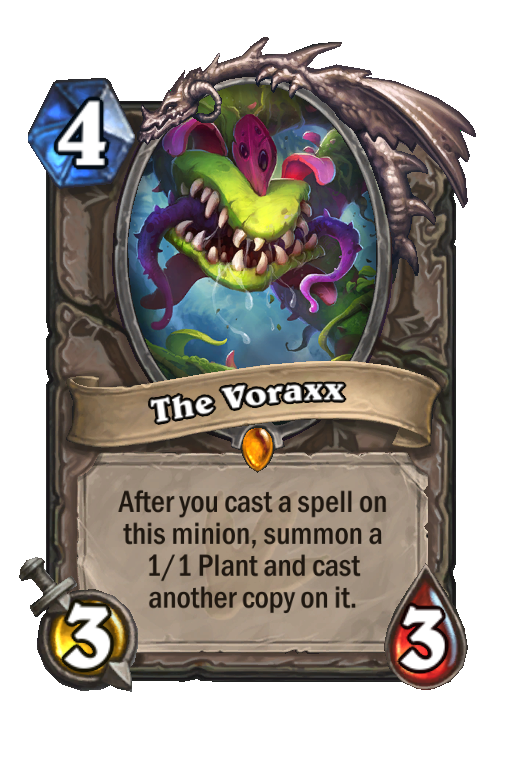 4
The Voraxx
After you cast a spell on
this minion, summon a
1/1 Plant and cast
another copy on it.
3
3